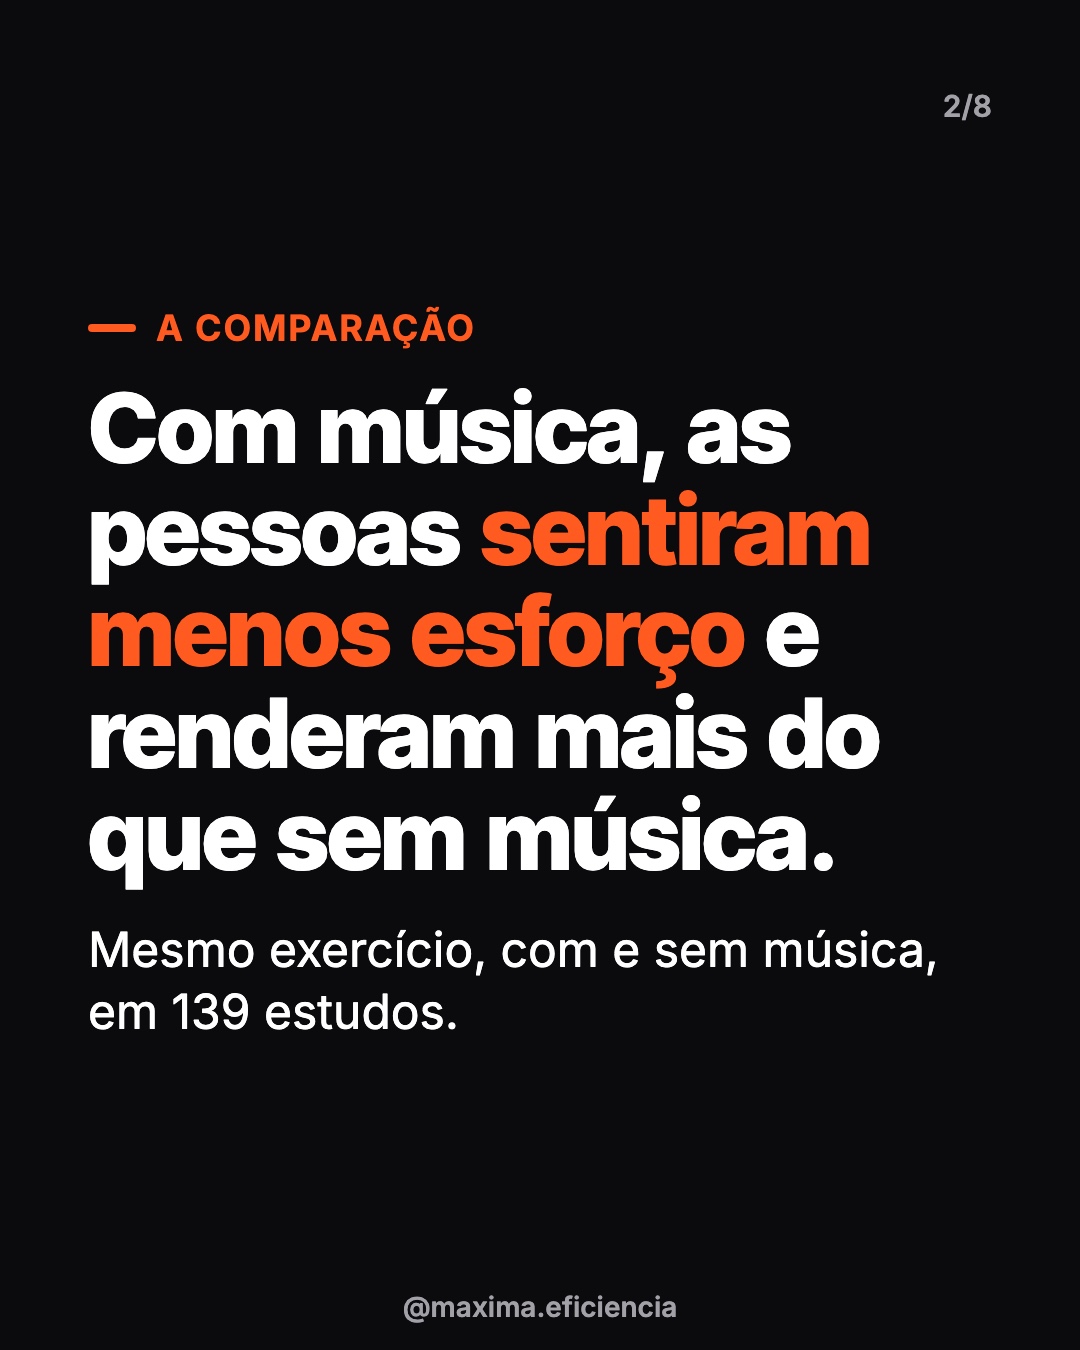 2/8
A COMPARAÇÃO
Com música, as
pessoas sentiram
menos esforço e
renderam mais do
que sem música.
Mesmo exercício, com e sem música,
em 139 estudos.
@maxima.eficiencia